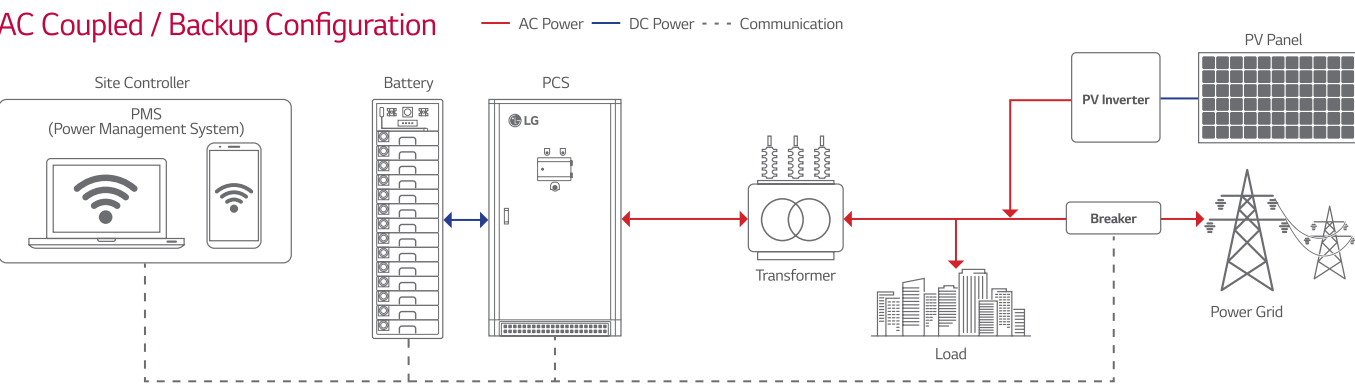 AC Coupled / Backup Configuration
AC Power
DC Power
Communication
Site Controller
PMS
(Power Management System)
Battery
PCS
LG
Transformer
Load
PV Inverter
PV Panel
Breaker
Power Grid